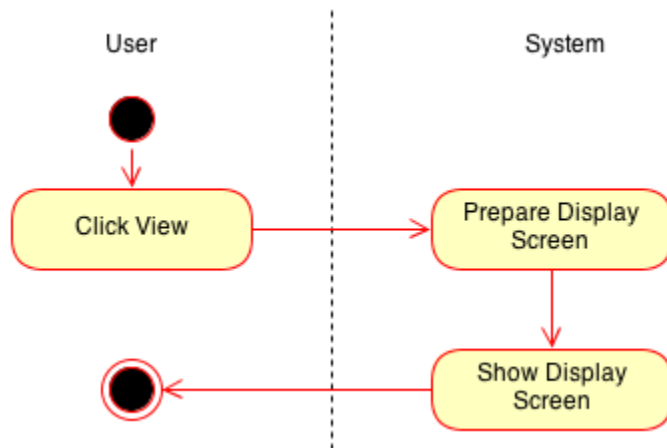 User
System
Click View
Prepare Display
Screen
Show Display
Screen